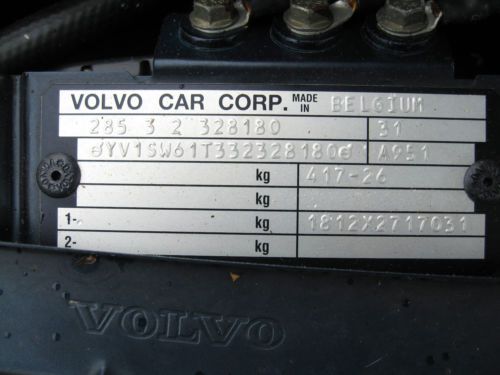 VOLVO CAR CORP. MADE IN BELGIUM
285 3 2 328180 31
YV1SW61T332328180 A951
kg 417-26
kg
1- kg 1812X2717031
2- kg
VOLVO